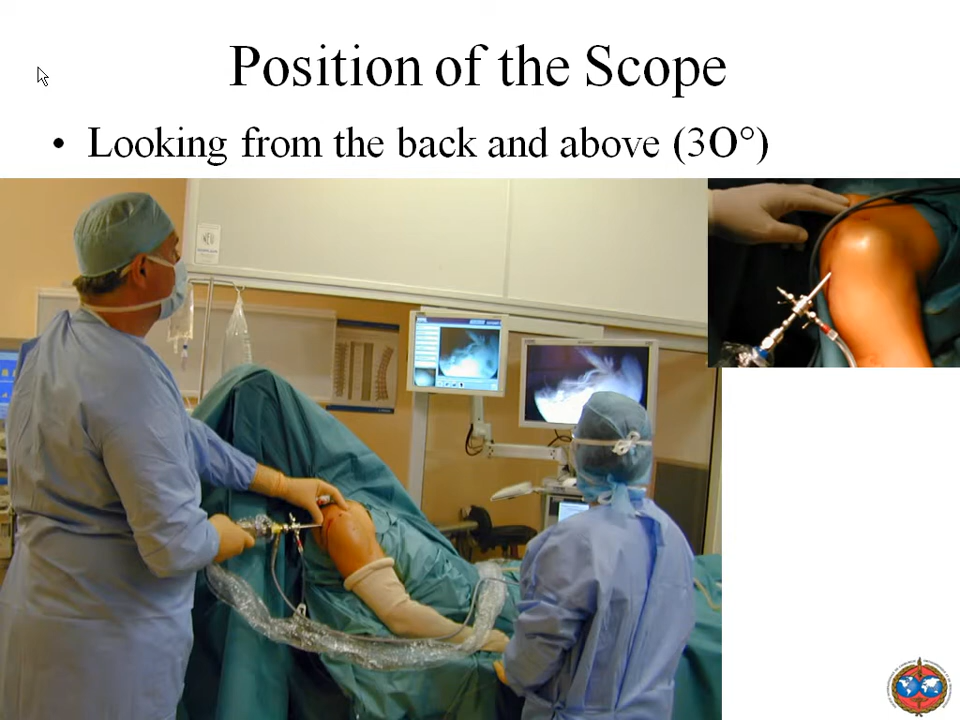 Position of the Scope
• Looking from the back and above (3O°)